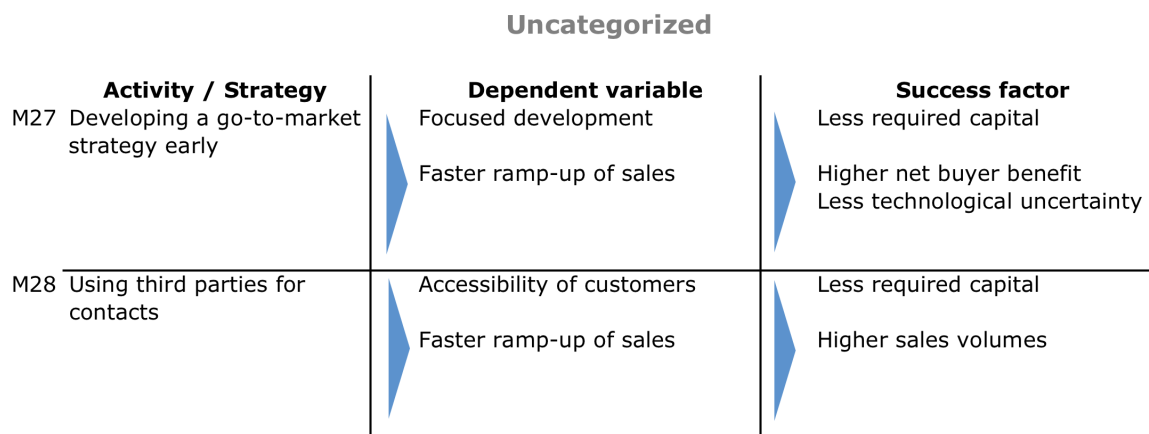 Uncategorized
Activity / Strategy
Dependent variable
Success factor
M27 Developing a go-to-market
strategy early
Focused development
Faster ramp-up of sales
Less required capital
Higher net buyer benefit
Less technological uncertainty
M28 Using third parties for
contacts
Accessibility of customers
Faster ramp-up of sales
Less required capital
Higher sales volumes